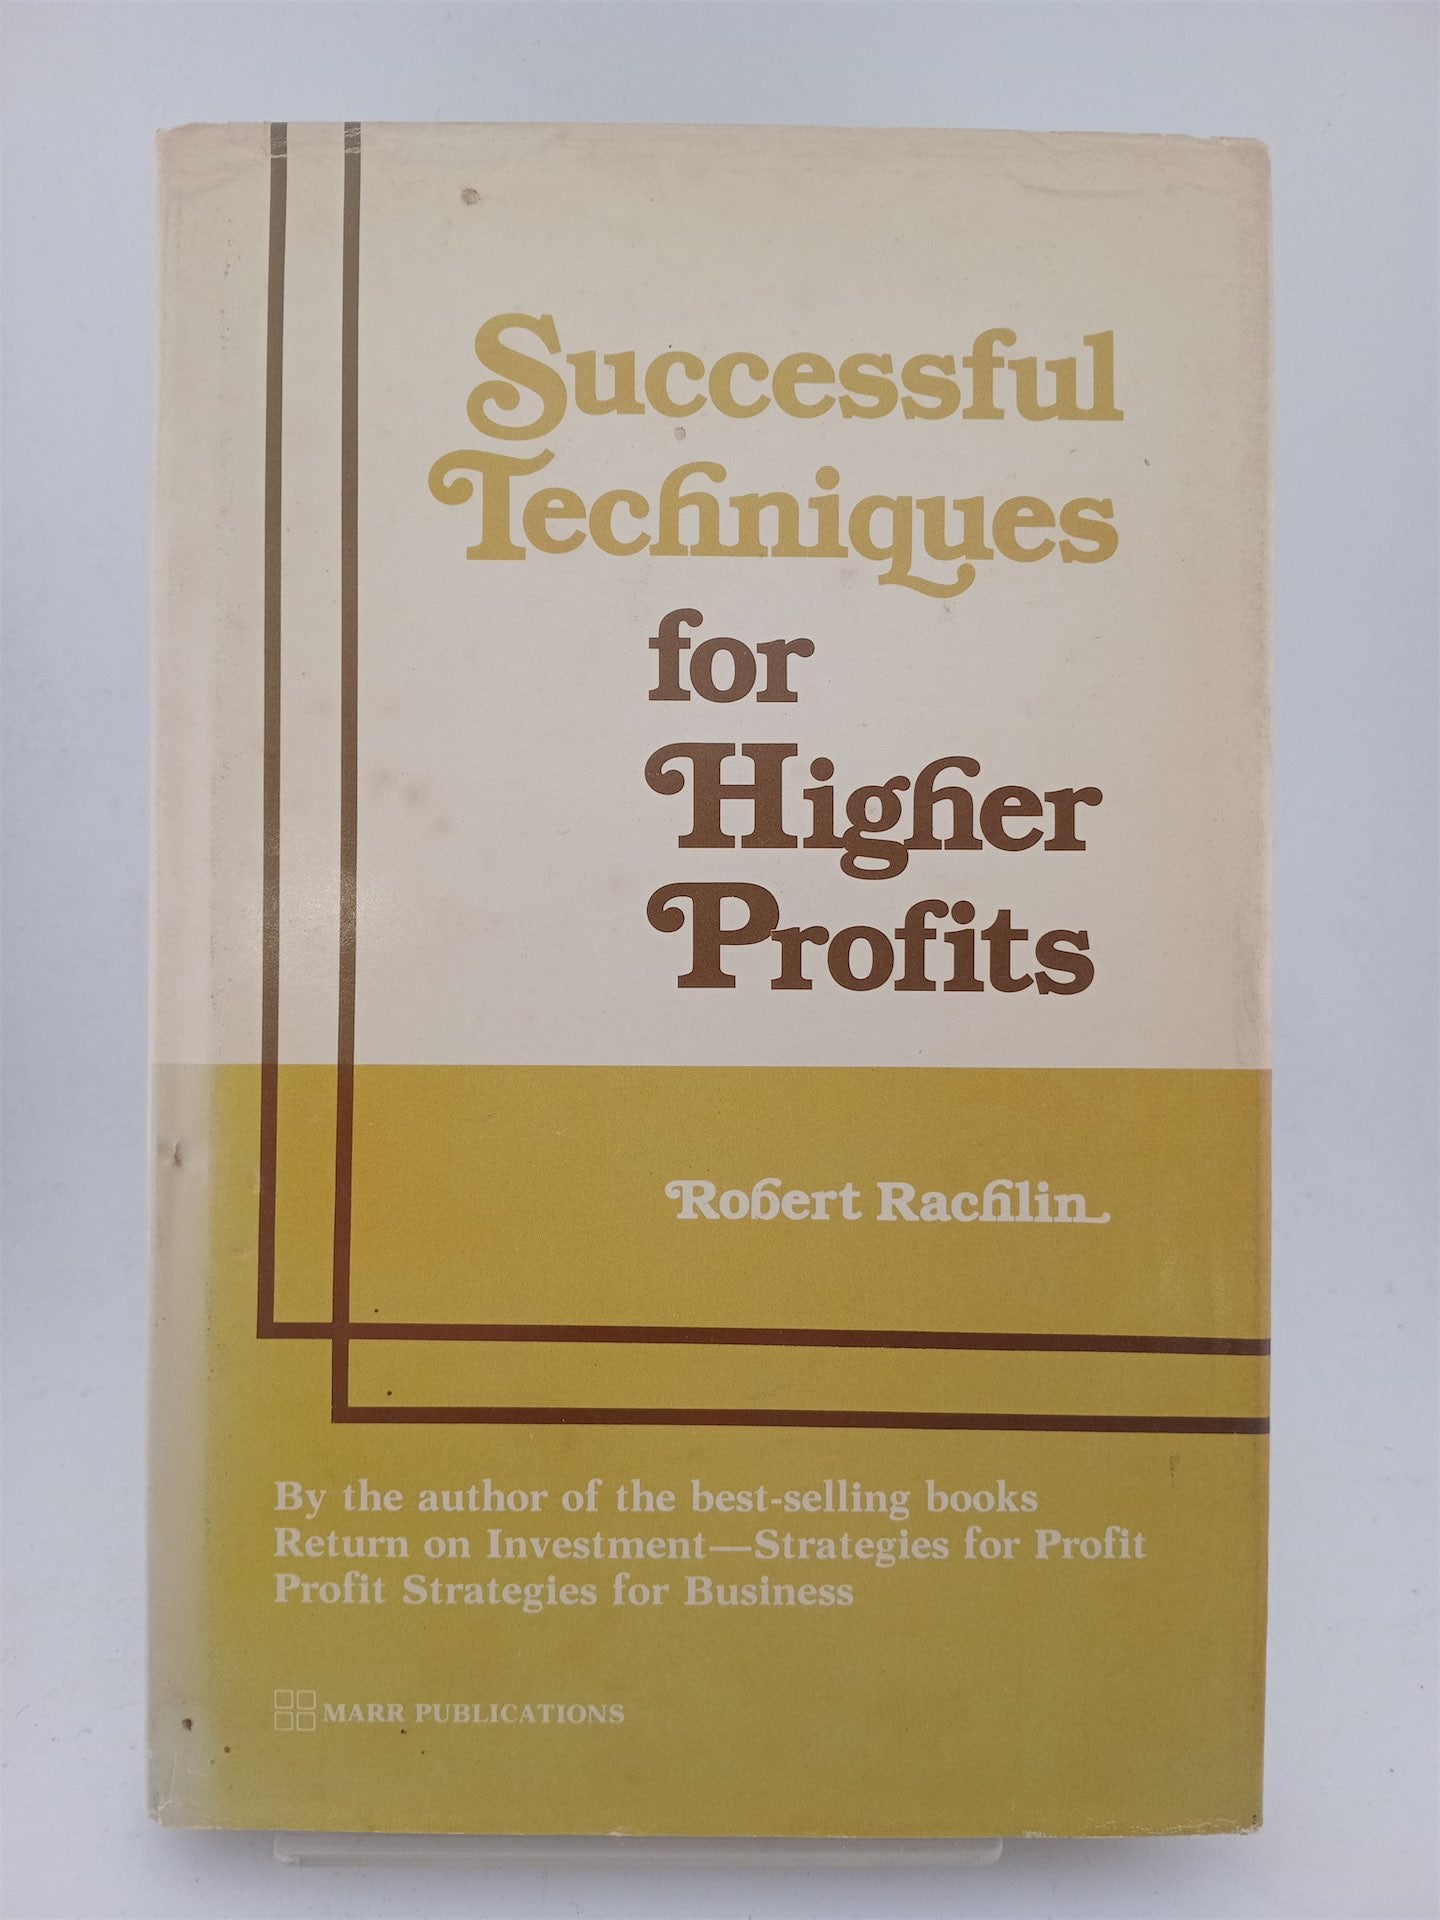 Successful
Techniques
for
Higher
Profits
Robert Rachlin
By the author of the best-selling books
Return on Investment—Strategies for Profit
Profit Strategies for Business
MARR PUBLICATIONS